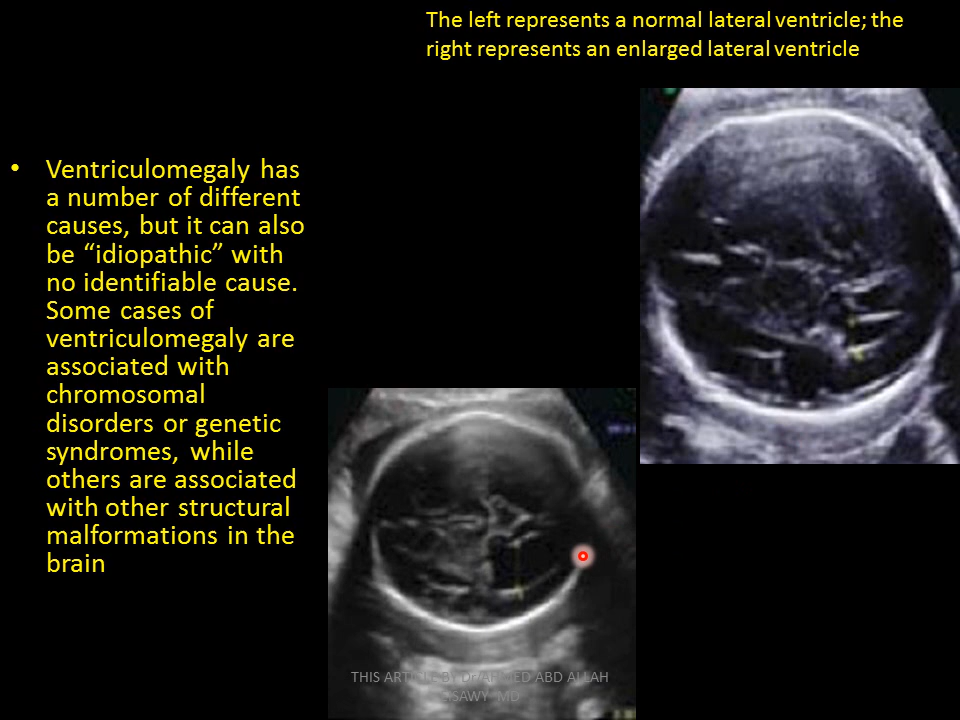 The left represents a normal lateral ventricle; the
right represents an enlarged lateral ventricle
• Ventriculomegaly has
a number of different
causes, but it can also
be “idiopathic” with
no identifiable cause.
Some cases of
ventriculomegaly are
associated with
chromosomal
disorders or genetic
syndromes, while
others are associated
with other structural
malformations in the
brain
THIS BY ABD ALLAH
MD